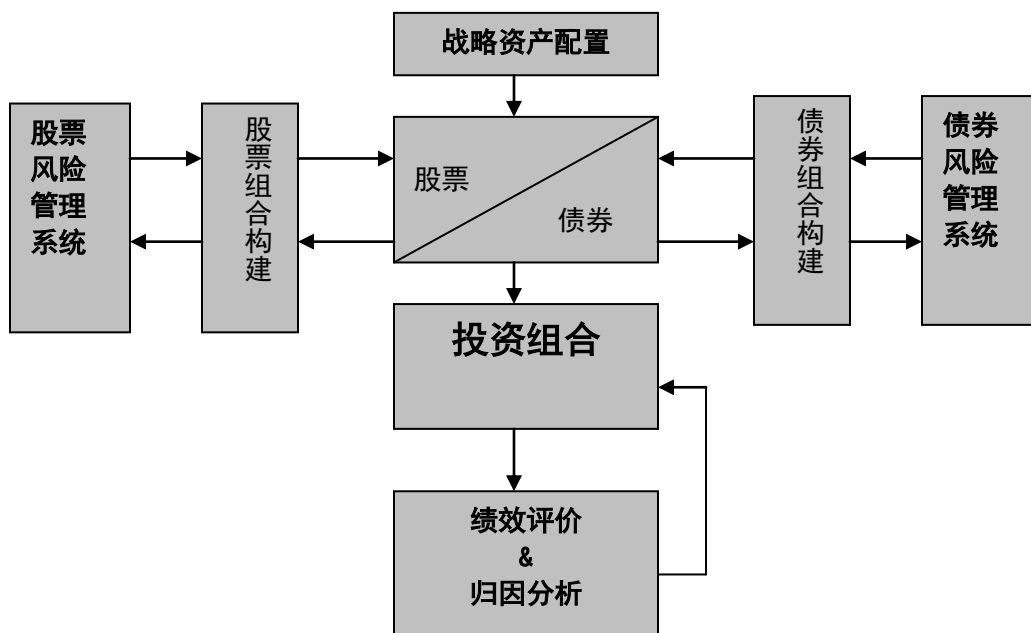 战略资产配置
股票
风险
管理
系统
股票组合构建
股票
债券
债券组合构建
债券
风险
管理
系统
投资组合
绩效评价
&
归因分析